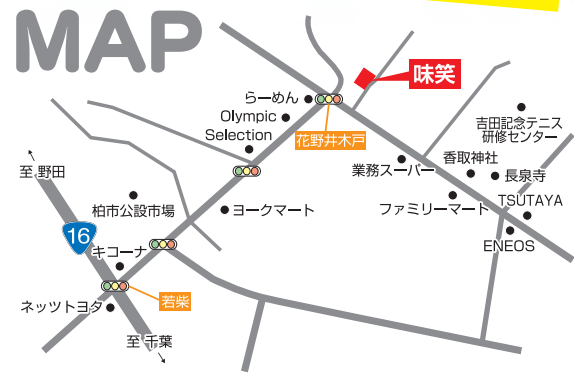 MAP
味笑
らーめん
Olympic
Selection
花野井木戸
吉田記念テニス
研修センター
業務スーパー
香取神社
長泉寺
至 野田
柏市公設市場
ヨークマート
ファミリーマート
TSUTAYA
ENEOS
16
キコーナ
ネッツトヨタ
若柴
至 千葉